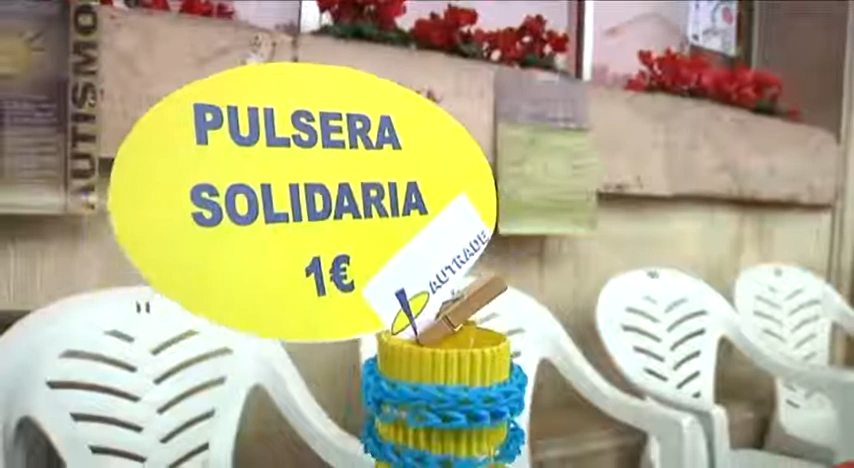 AUTISMO
PULSERA
SOLIDARIA
1€
AUTRADE